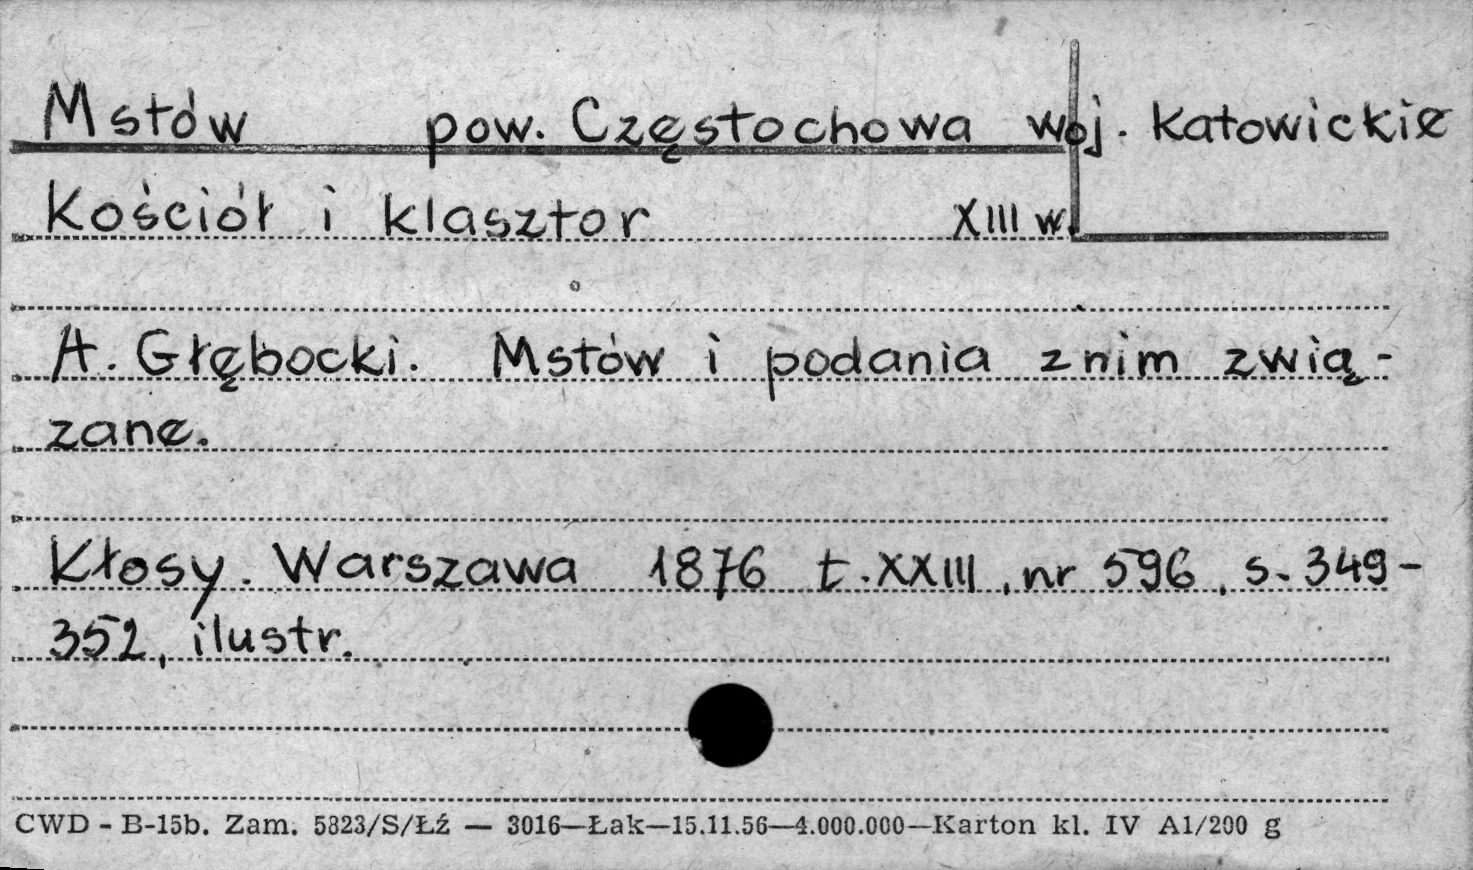 Mstów pow. Częstochowa woj. katowickie
Kościół i klasztor XIII w.
A. Głębocki. Mstów i podania z nim zwią-
zane.
Kłosy. Warszawa 1876 t. XXIII, nr 596, s. 349-
352, ilustr.
CWD - B-15b. Zam. 5823/S/Łź — 3016—Łak—15.11.56—4.000.000—Karton kl. IV A1/200 g